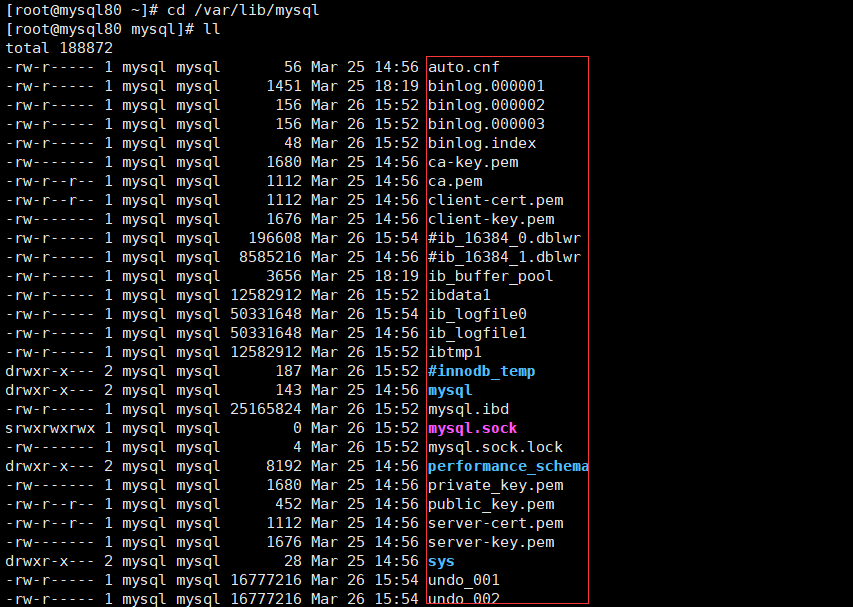 [root@mysql80 ~]# cd /var/lib/mysql
[root@mysql80 mysql]# ll
total 188872
-rw-r----- 1 mysql mysql       56 Mar 25 14:56 auto.cnf
-rw-r----- 1 mysql mysql     1451 Mar 25 18:19 binlog.000001
-rw-r----- 1 mysql mysql      156 Mar 26 15:52 binlog.000002
-rw-r----- 1 mysql mysql      156 Mar 26 15:52 binlog.000003
-rw-r----- 1 mysql mysql       48 Mar 26 15:52 binlog.index
-rw------- 1 mysql mysql     1680 Mar 25 14:56 ca-key.pem
-rw-r--r-- 1 mysql mysql     1112 Mar 25 14:56 ca.pem
-rw-r--r-- 1 mysql mysql     1112 Mar 25 14:56 client-cert.pem
-rw------- 1 mysql mysql     1676 Mar 25 14:56 client-key.pem
-rw-r----- 1 mysql mysql   196608 Mar 26 15:54 #ib_16384_0.dblwr
-rw-r----- 1 mysql mysql  8585216 Mar 25 14:56 #ib_16384_1.dblwr
-rw-r----- 1 mysql mysql     3656 Mar 25 18:19 ib_buffer_pool
-rw-r----- 1 mysql mysql 12582912 Mar 26 15:52 ibdata1
-rw-r----- 1 mysql mysql 50331648 Mar 26 15:54 ib_logfile0
-rw-r----- 1 mysql mysql 50331648 Mar 25 14:56 ib_logfile1
-rw-r----- 1 mysql mysql 12582912 Mar 26 15:52 ibtmp1
drwxr-x--- 2 mysql mysql      187 Mar 26 15:52 #innodb_temp
drwxr-x--- 2 mysql mysql      143 Mar 25 14:56 mysql
-rw-r----- 1 mysql mysql 25165824 Mar 26 15:52 mysql.ibd
srwxrwxrwx 1 mysql mysql        0 Mar 26 15:52 mysql.sock
-rw------- 1 mysql mysql        4 Mar 26 15:52 mysql.sock.lock
drwxr-x--- 2 mysql mysql     8192 Mar 25 14:56 performance_schema
-rw------- 1 mysql mysql     1680 Mar 25 14:56 private_key.pem
-rw-r--r-- 1 mysql mysql      452 Mar 25 14:56 public_key.pem
-rw-r--r-- 1 mysql mysql     1112 Mar 25 14:56 server-cert.pem
-rw------- 1 mysql mysql     1676 Mar 25 14:56 server-key.pem
drwxr-x--- 2 mysql mysql       28 Mar 25 14:56 sys
-rw-r----- 1 mysql mysql 16777216 Mar 26 15:54 undo_001
-rw-r----- 1 mysql mysql 16777216 Mar 26 15:54 undo_002